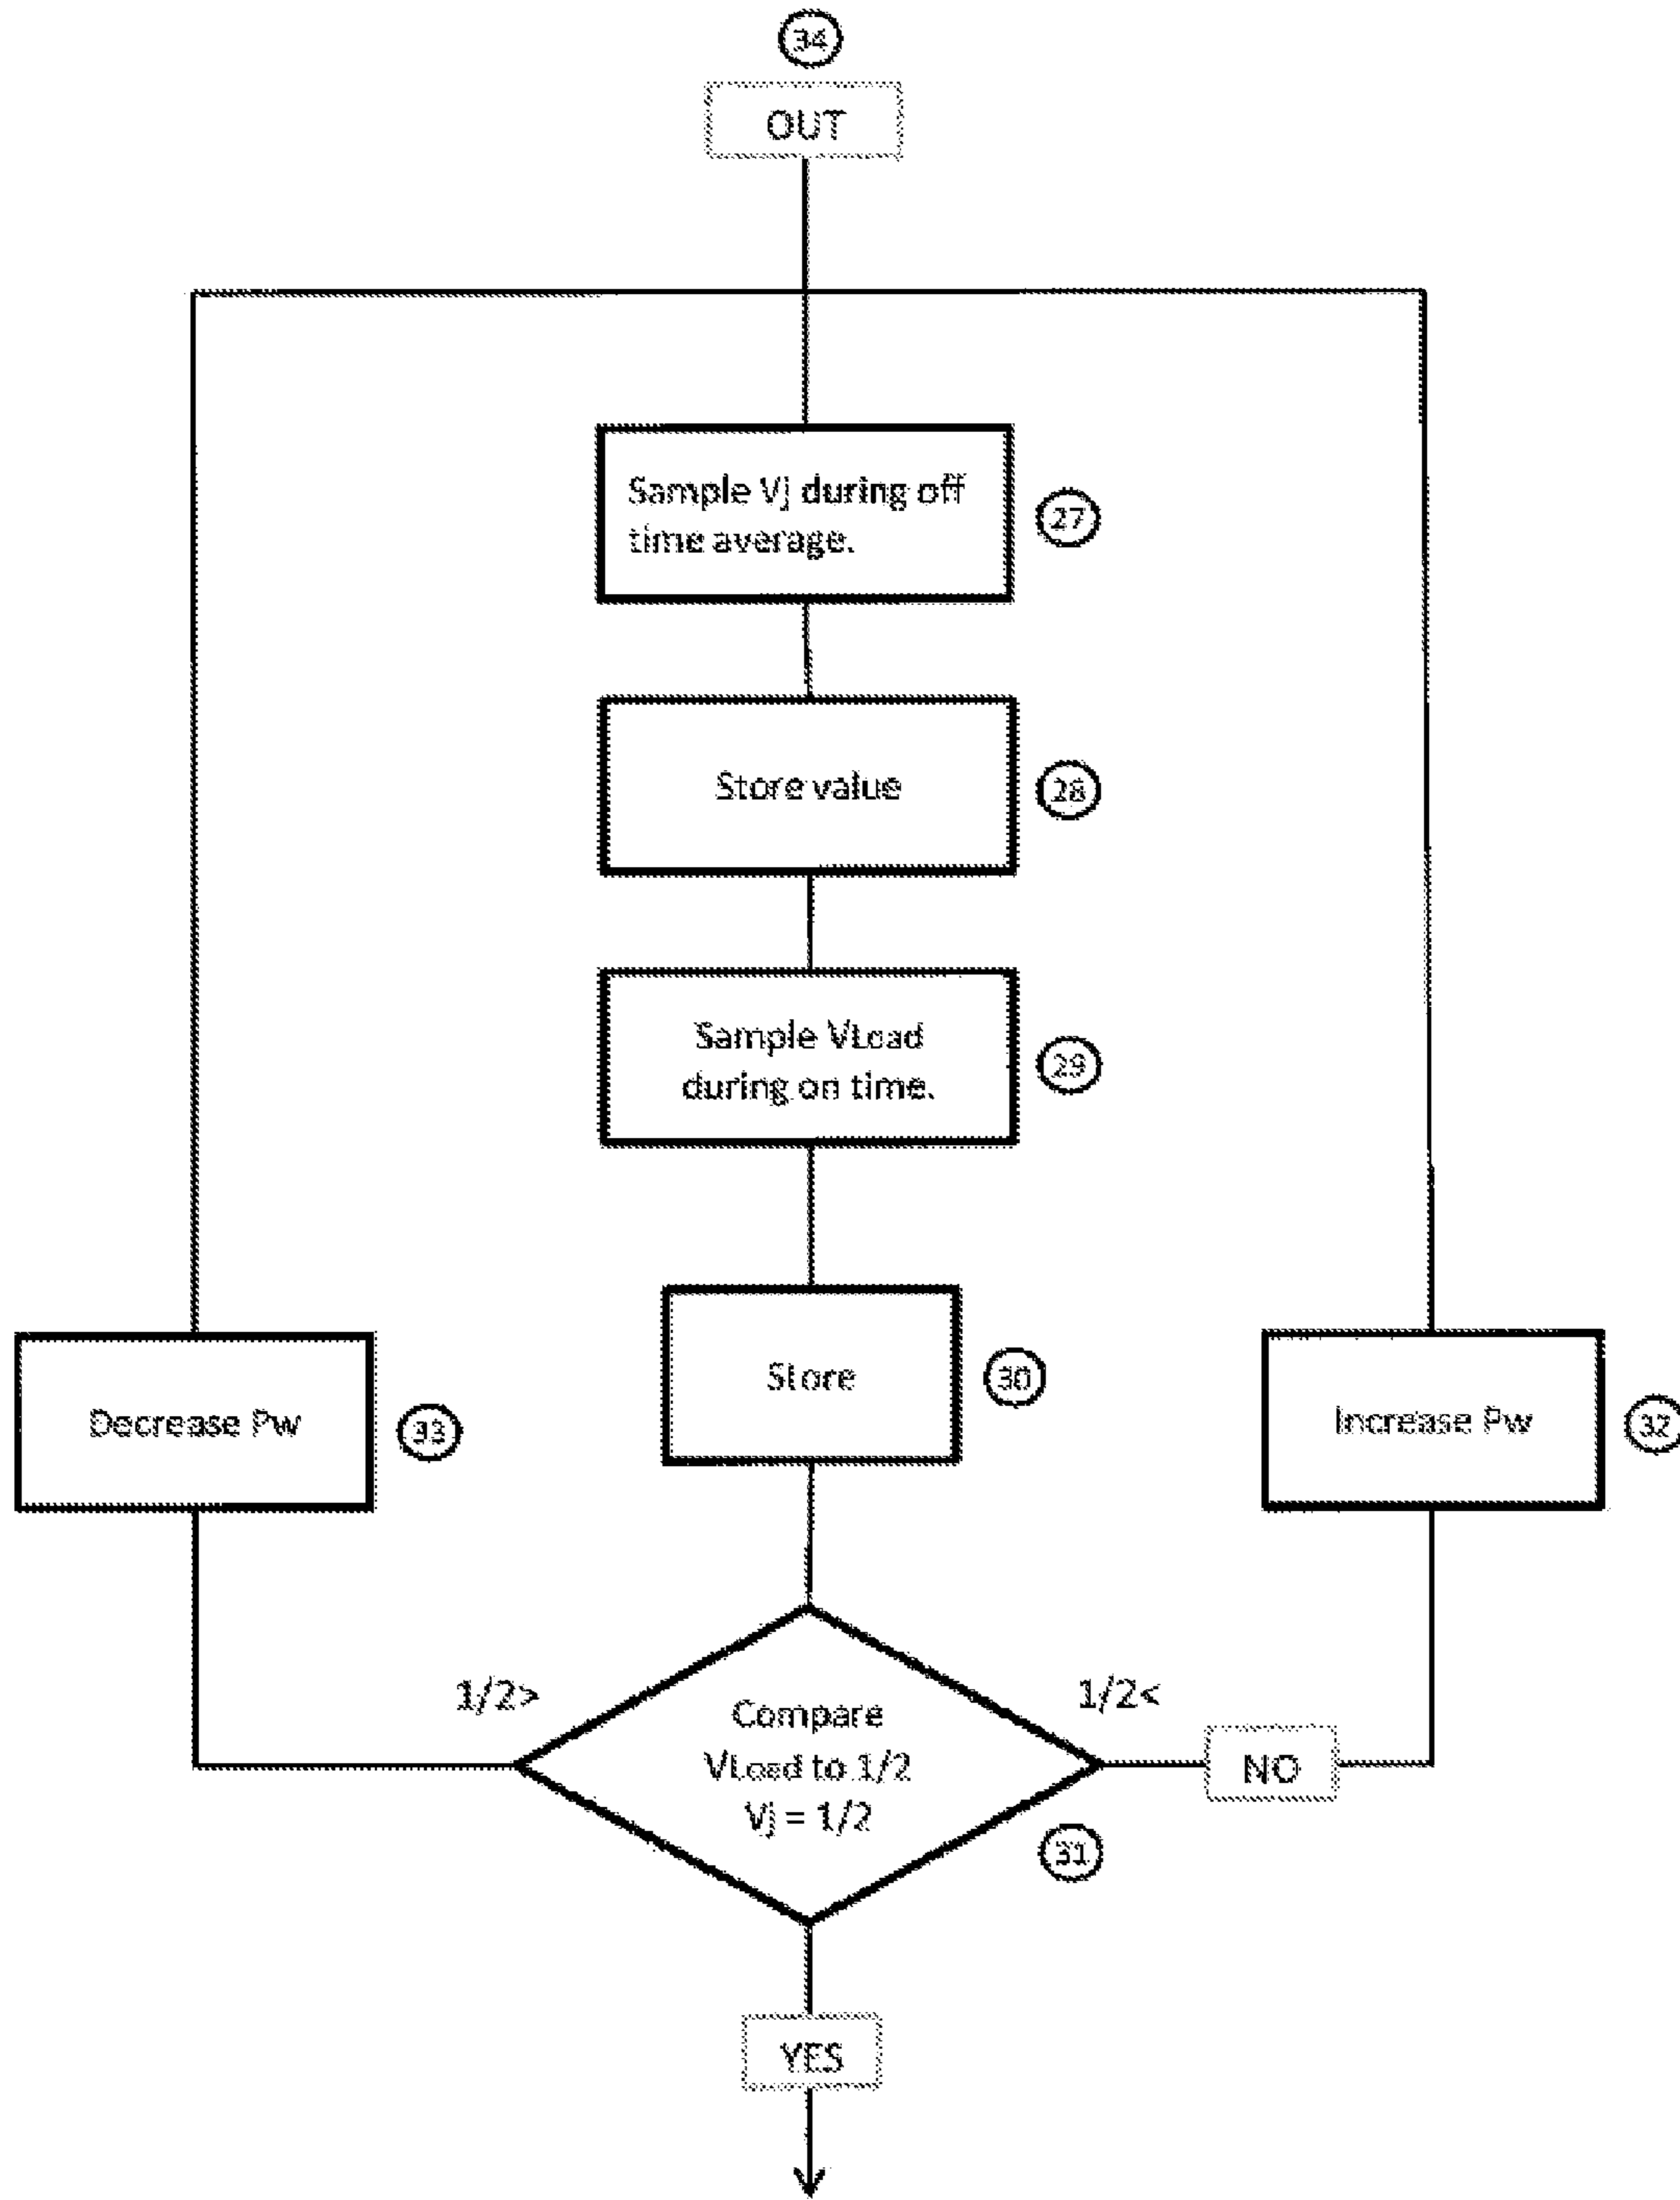 34
OUT
Sample Vj during off
time average.
27
Store value
28
Sample VLoad
during on time.
29
Store
30
Decrease Pw
33
Increase Pw
32
1/2>
1/2<
Compare
VLoad to 1/2
Vj = 1/2
NO
31
YES